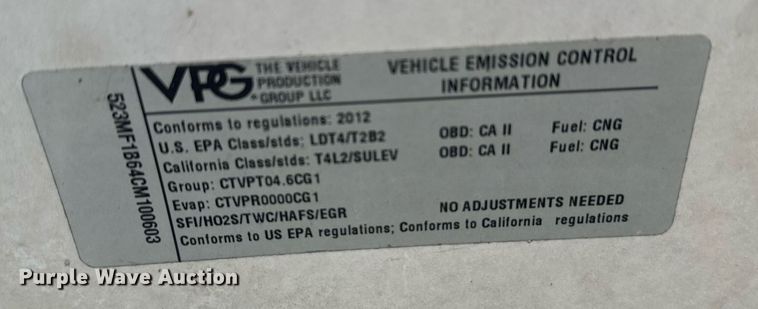 VPG THE VEHICLE
PRODUCTION
GROUP LLC
VEHICLE EMISSION CONTROL
INFORMATION
523MF1B64CM100603
Conforms to regulations: 2012
U.S. EPA Class/stds: LDT4/T2B2 OBD: CA II Fuel: CNG
California Class/stds: T4L2/SULEV OBD: CA II Fuel: CNG
Group: CTVPT04.6CG1
Evap: CTVPR0000CG1
SFI/HO2S/TWC/HAFS/EGR NO ADJUSTMENTS NEEDED
Conforms to US EPA regulations; Conforms to California regulations
Purple Wave Auction